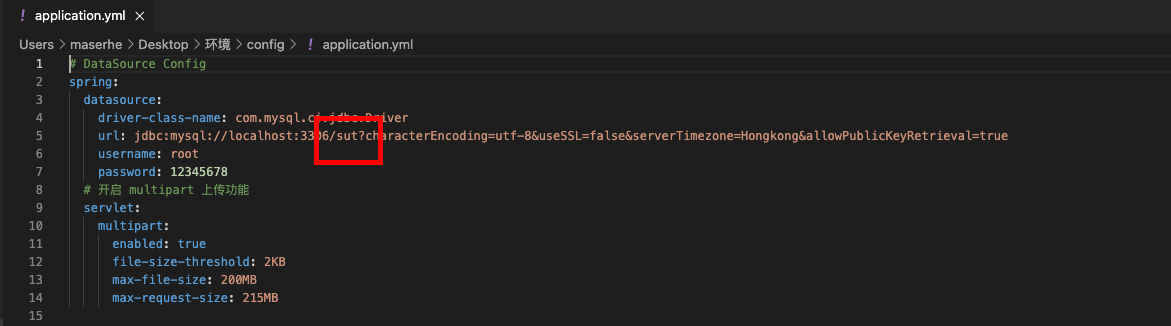 ! application.yml ×
Users > maserhe > Desktop > 环境 > config > ! application.yml
1 # DataSource Config
2 spring:
3 datasource:
4 driver-class-name: com.mysql.cj.jdbc.Driver
5 url: jdbc:mysql://localhost:3306/sut?characterEncoding=utf-8&useSSL=false&serverTimezone=Hongkong&allowPublicKeyRetrieval=true
6 username: root
7 password: 12345678
8 # 开启 multipart 上传功能
9 servlet:
10 multipart:
11 enabled: true
12 file-size-threshold: 2KB
13 max-file-size: 200MB
14 max-request-size: 215MB
15